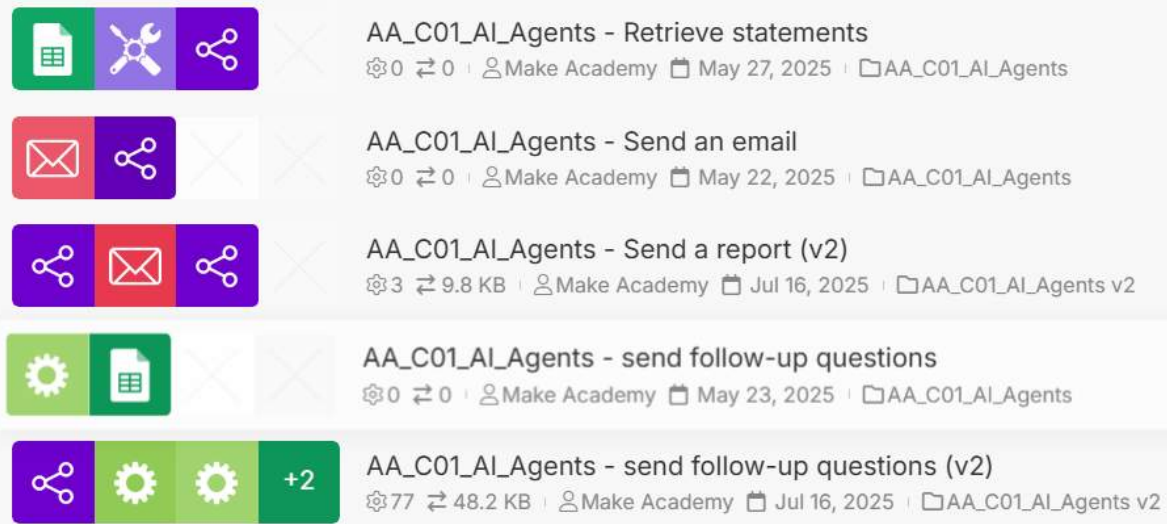 AA_C01_AI_Agents - Retrieve statements
0 0 Make Academy May 27, 2025 AA_C01_AI_Agents
AA_C01_AI_Agents - Send an email
0 0 Make Academy May 22, 2025 AA_C01_AI_Agents
AA_C01_AI_Agents - Send a report (v2)
3 9.8 KB Make Academy Jul 16, 2025 AA_C01_AI_Agents v2
AA_C01_AI_Agents - send follow-up questions
0 0 Make Academy May 23, 2025 AA_C01_AI_Agents
+2
AA_C01_AI_Agents - send follow-up questions (v2)
77 48.2 KB Make Academy Jul 16, 2025 AA_C01_AI_Agents v2